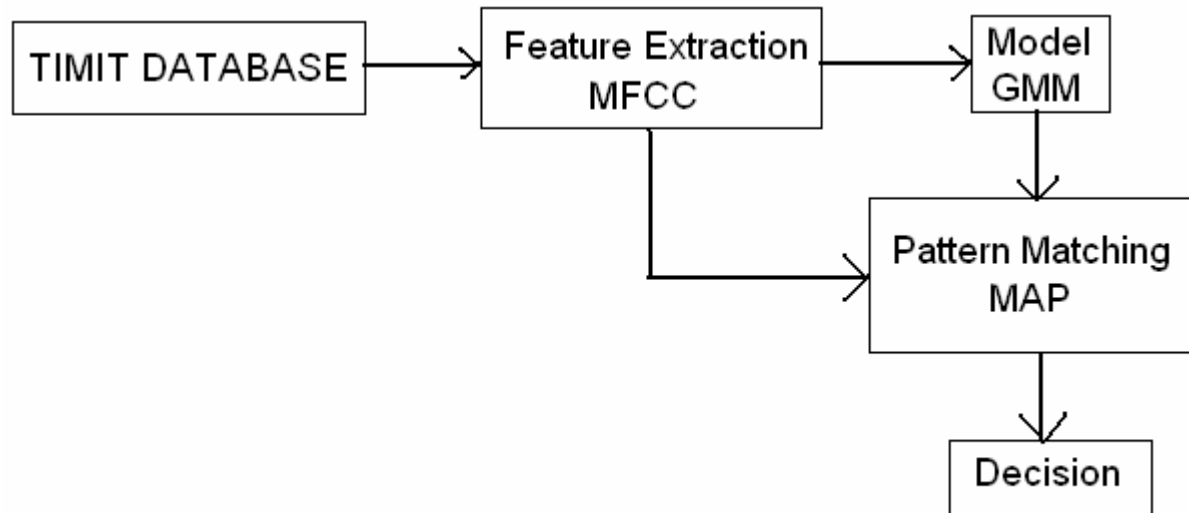 TIMIT DATABASE
Feature Extraction
MFCC
Model
GMM
Pattern Matching
MAP
Decision